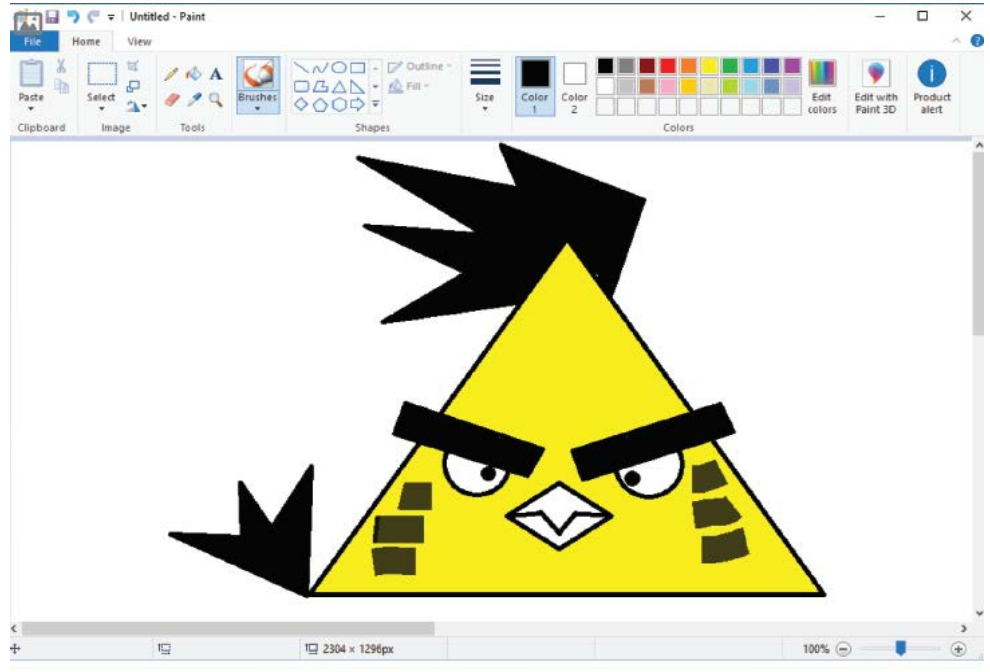 Untitled - Paint
File Home View
Paste Select Brushes Outline Fill Size Color 1 Color 2 Edit colors Edit with Paint 3D Product alert
Clipboard Image Tools Shapes Colors
2304 × 1296px 100%